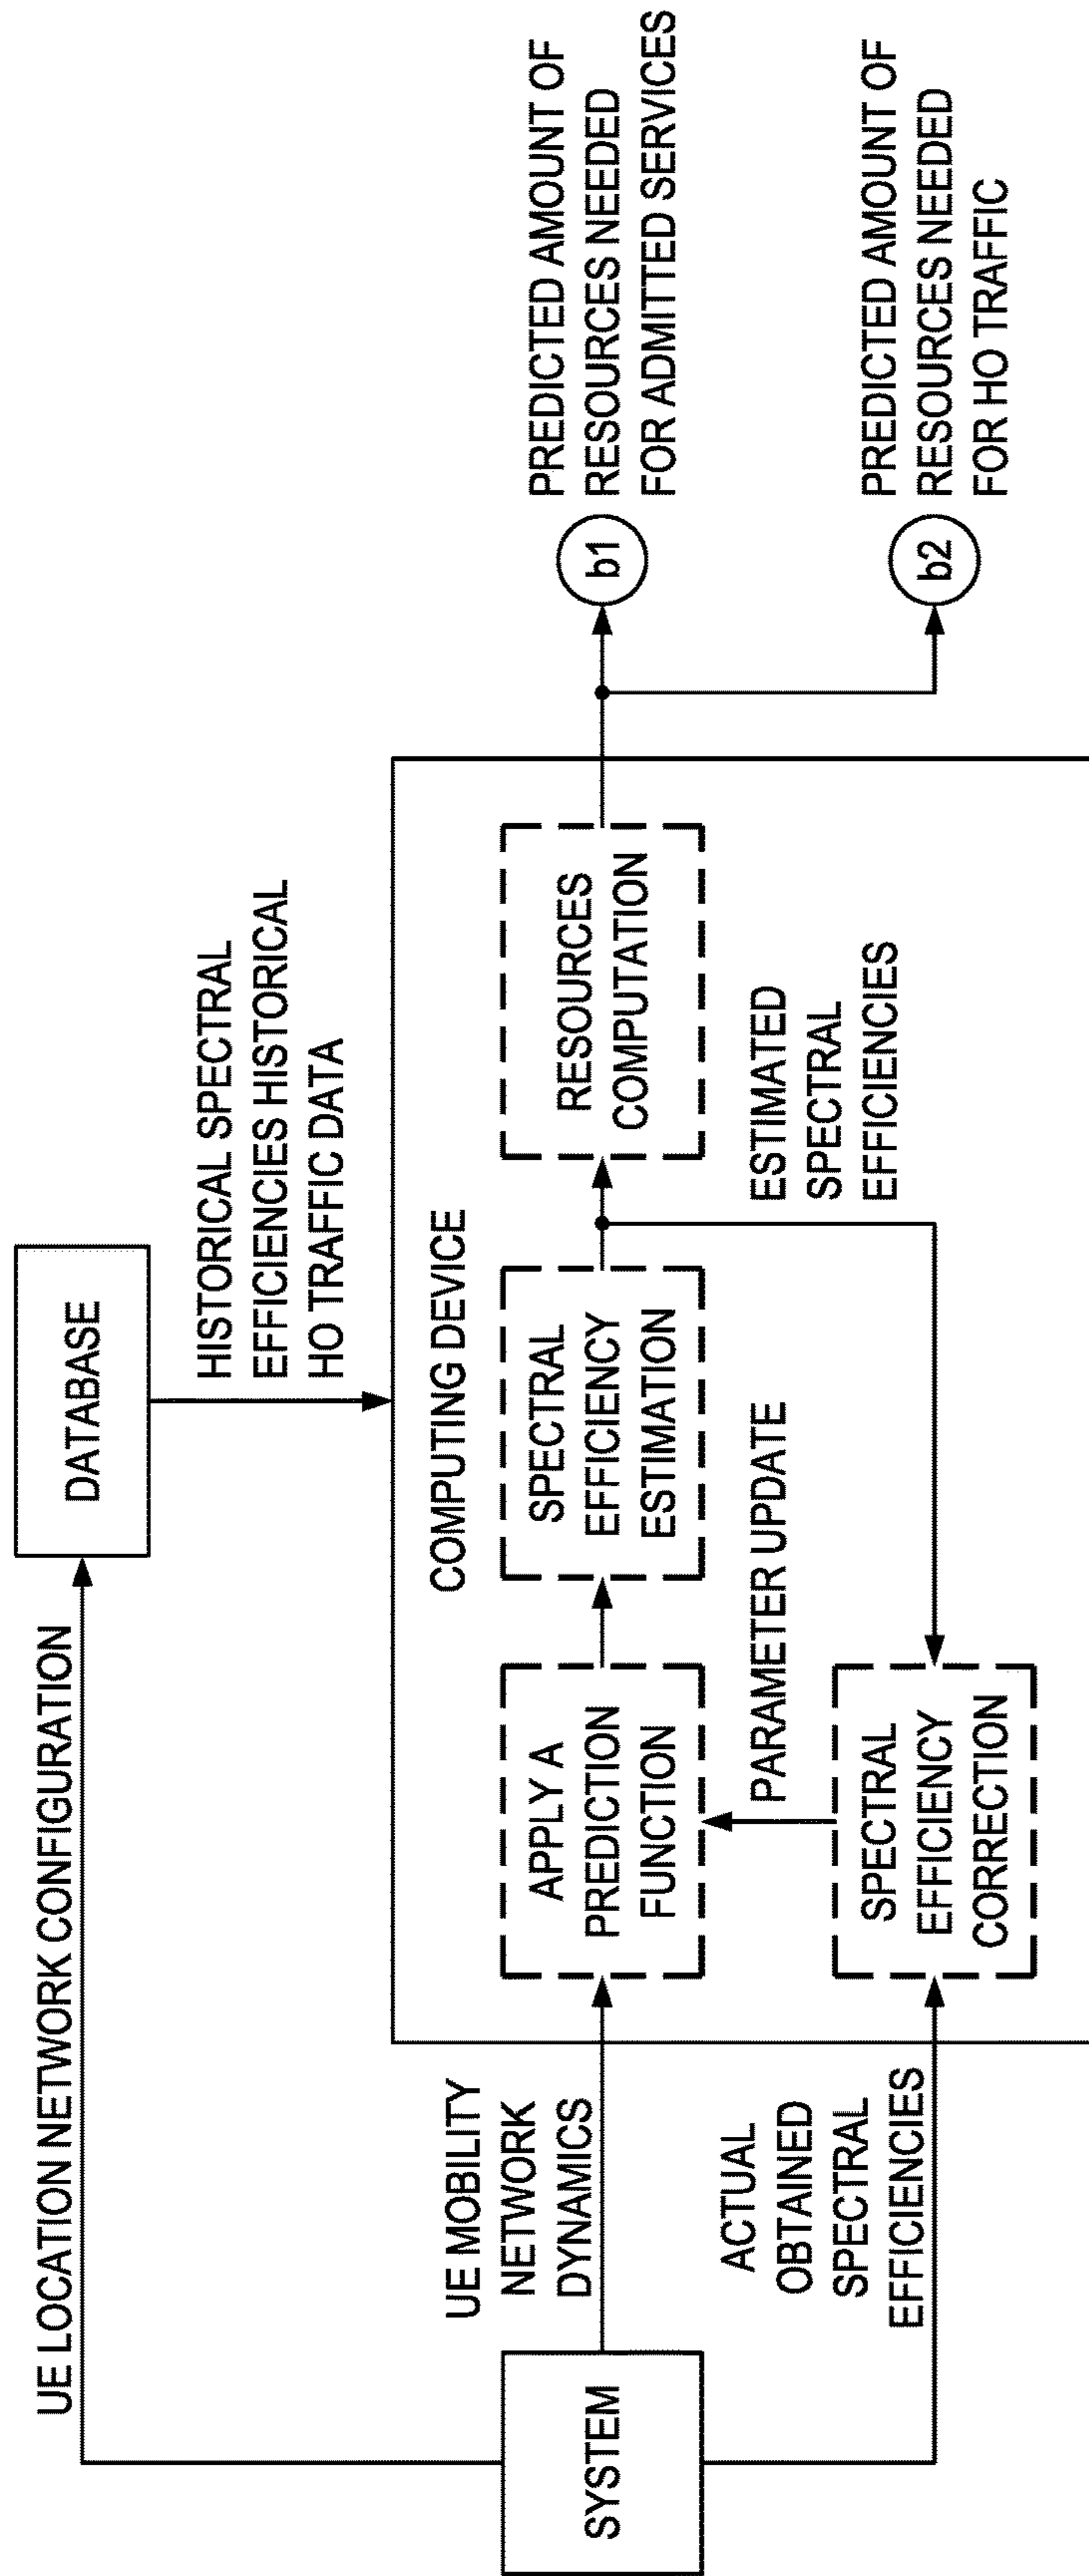 UE LOCATION NETWORK CONFIGURATION
DATABASE
HISTORICAL SPECTRAL
EFFICIENCIES HISTORICAL
HO TRAFFIC DATA
SYSTEM
UE MOBILITY
NETWORK
DYNAMICS
ACTUAL
OBTAINED
SPECTRAL
EFFICIENCIES
COMPUTING DEVICE
APPLY A
PREDICTION
FUNCTION
SPECTRAL
EFFICIENCY
ESTIMATION
RESOURCES
COMPUTATION
PARAMETER UPDATE
ESTIMATED
SPECTRAL
EFFICIENCIES
SPECTRAL
EFFICIENCY
CORRECTION
b1
PREDICTED AMOUNT OF
RESOURCES NEEDED
FOR ADMITTED SERVICES
b2
PREDICTED AMOUNT OF
RESOURCES NEEDED
FOR HO TRAFFIC